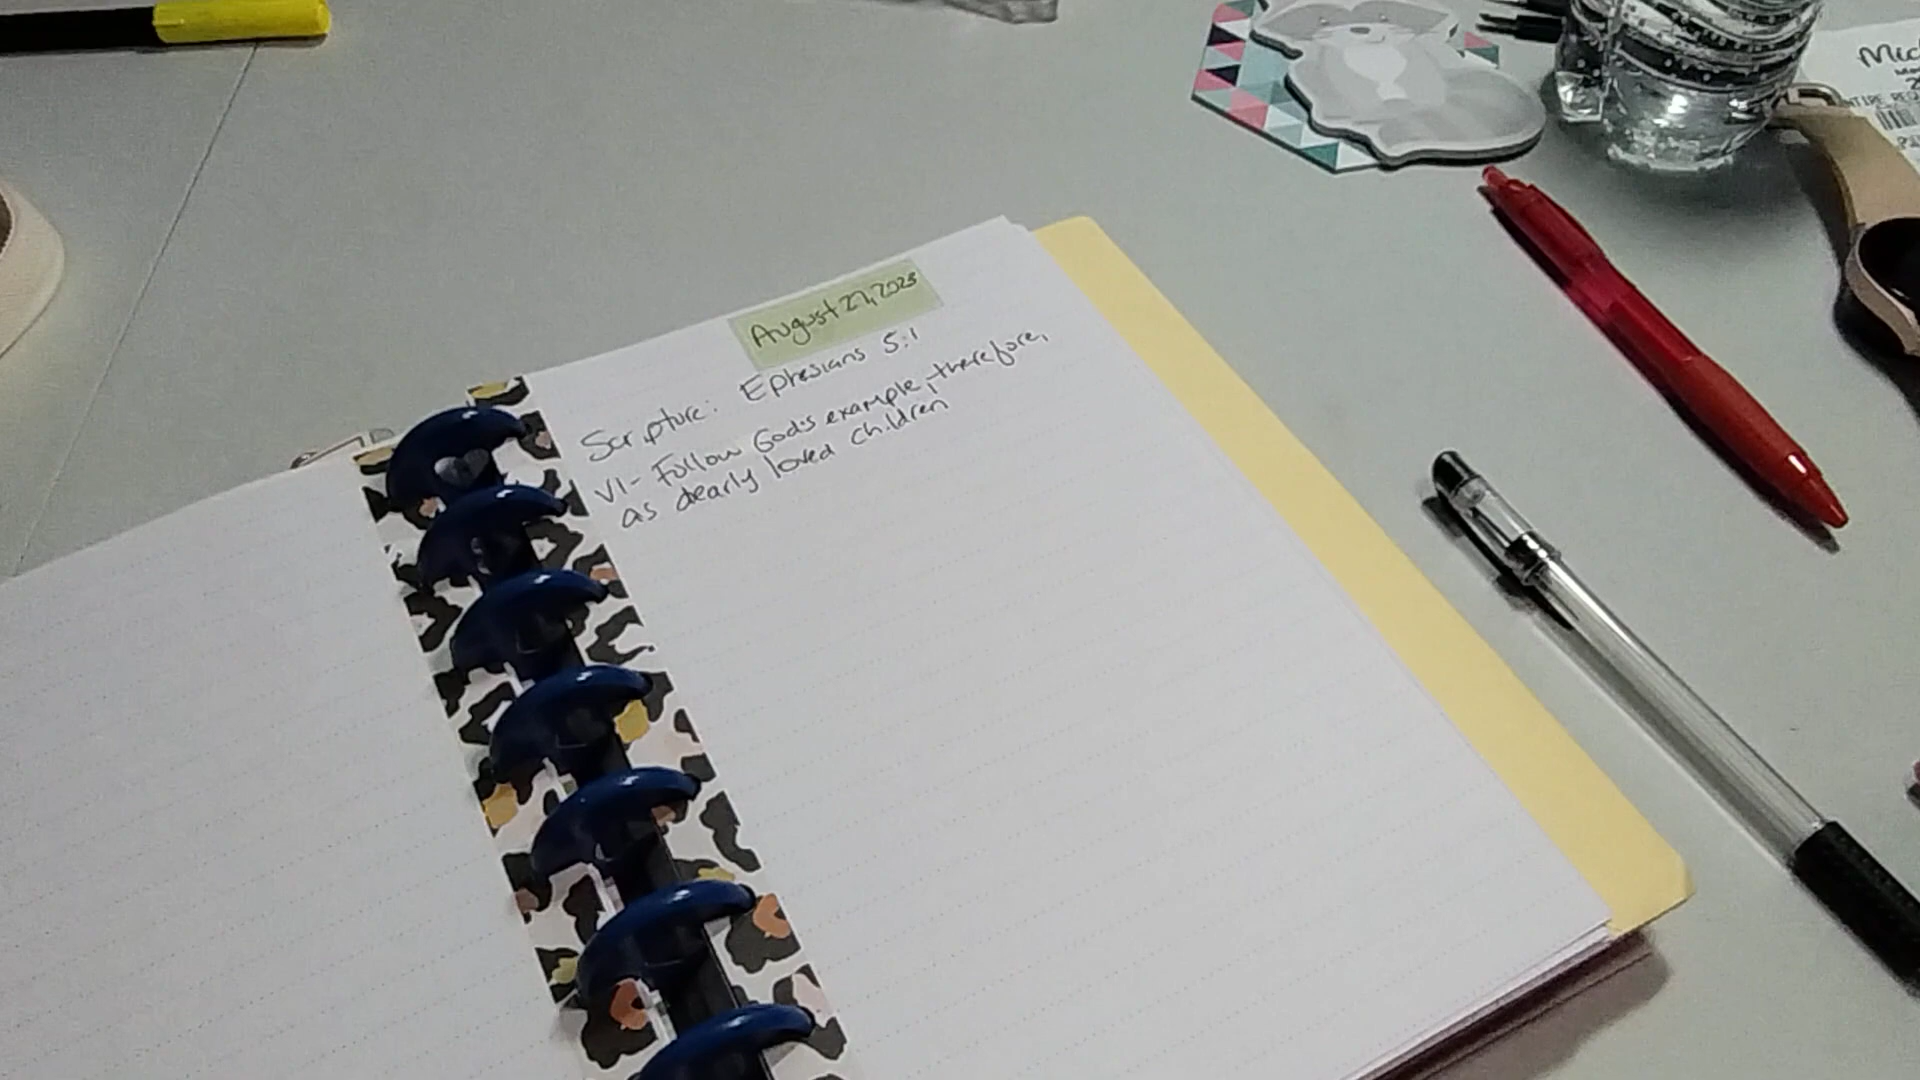 August 27, 2023
Scripture: Ephesians 5:1
V1- Follow God's example, therefore,
as dearly loved children